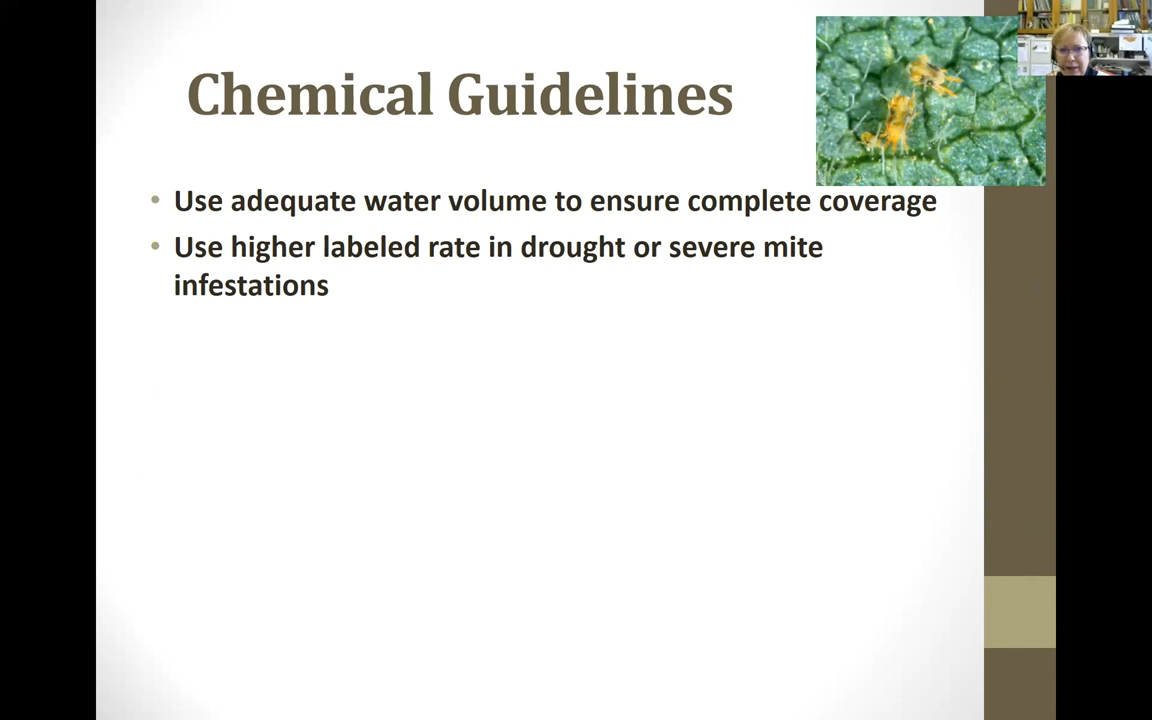 Chemical Guidelines
• Use adequate water volume to ensure complete coverage
• Use higher labeled rate in drought or severe mite
infestations